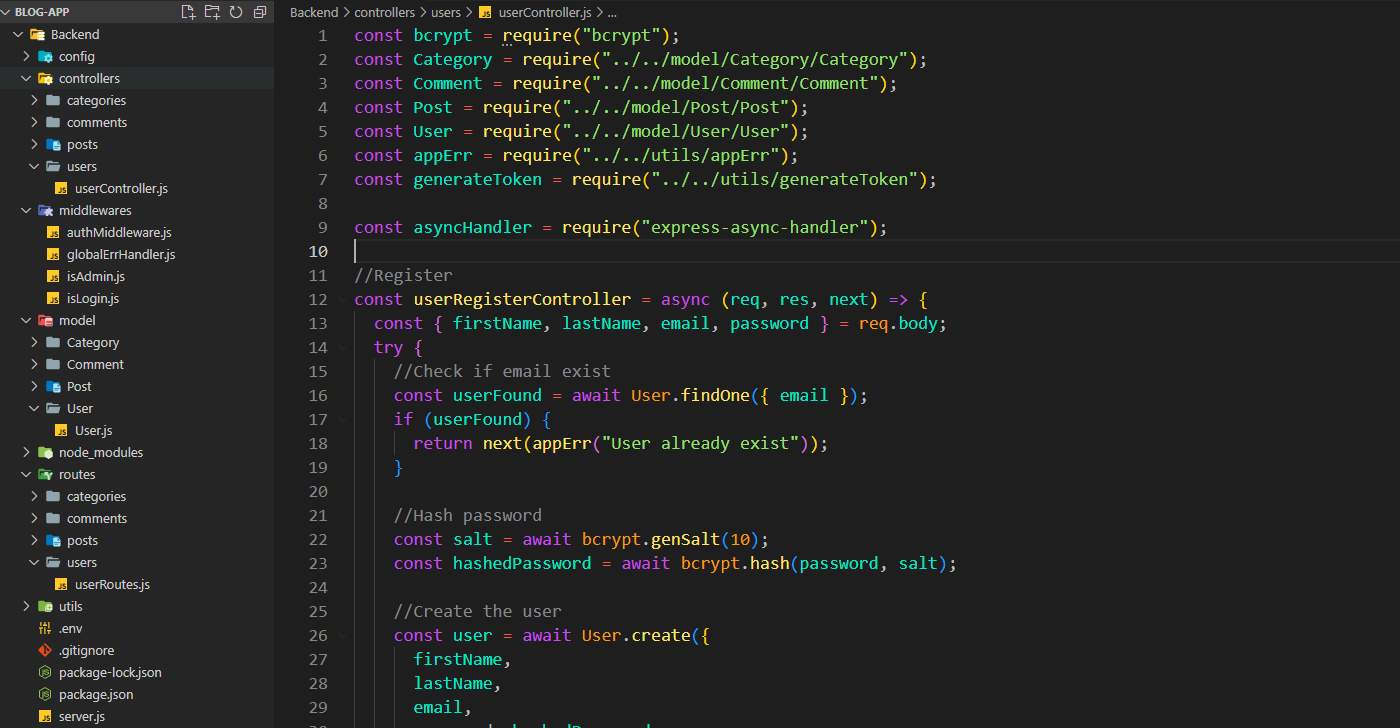 BLOG-APP
Backend
config
controllers
categories
comments
posts
users
userController.js
middlewares
authMiddleware.js
globalErrHandler.js
isAdmin.js
isLogin.js
model
Category
Comment
Post
User
User.js
node_modules
routes
categories
comments
posts
users
userRoutes.js
utils
.env
.gitignore
package-lock.json
package.json
server.js
Backend > controllers > users > JS userController.js > ...
1 const bcrypt = require("bcrypt");
2 const Category = require("../../model/Category/Category");
3 const Comment = require("../../model/Comment/Comment");
4 const Post = require("../../model/Post/Post");
5 const User = require("../../model/User/User");
6 const appErr = require("../../utils/appErr");
7 const generateToken = require("../../utils/generateToken");
8
9 const asyncHandler = require("express-async-handler");
10
11 //Register
12 const userRegisterController = async (req, res, next) => {
13 const { firstName, lastName, email, password } = req.body;
14 try {
15 //Check if email exist
16 const userFound = await User.findOne({ email });
17 if (userFound) {
18 return next(appErr("User already exist"));
19 }
20
21 //Hash password
22 const salt = await bcrypt.genSalt(10);
23 const hashedPassword = await bcrypt.hash(password, salt);
24
25 //Create the user
26 const user = await User.create({
27 firstName,
28 lastName,
29 email,